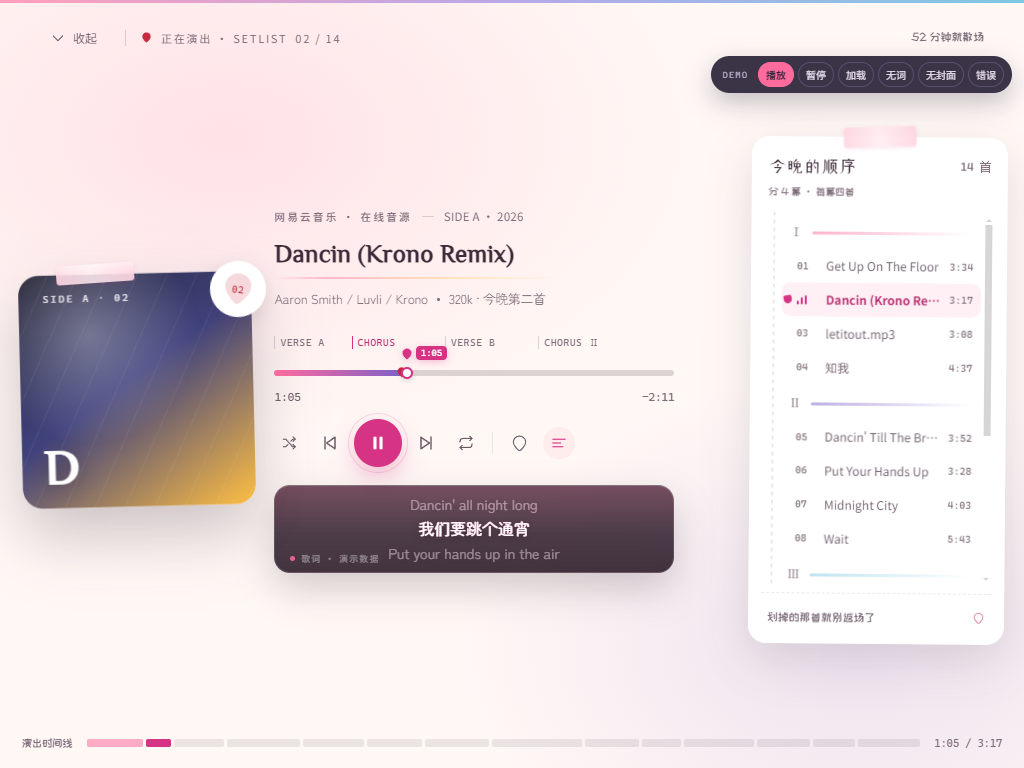 收起
正在演出 • SETLIST 02 / 14
52 分钟就散场
DEMO 播放 暂停 加载 无词 无封面 错误
今晚的顺序 14 首
分 4 幕 · 每幕四首
I
01 Get Up On The Floor 3:34
Dancin (Krono Re··· 3:17
03 letitout.mp3 3:08
04 知我 4:37
II
05 Dancin' Till The Br··· 3:52
06 Put Your Hands Up 3:28
07 Midnight City 4:03
08 Wait 5:43
III
划掉的那首就别返场了
SIDE A · 02
02
D
网易云音乐 • 在线音源 — SIDE A • 2026
Dancin (Krono Remix)
Aaron Smith / Luvli / Krono • 320k · 今晚第二首
VERSE A CHORUS VERSE B CHORUS II
1:05
1:05 −2:11
Dancin' all night long
我们要跳个通宵
Put your hands up in the air
歌词 • 演示数据
演出时间线 1:05 / 3:17